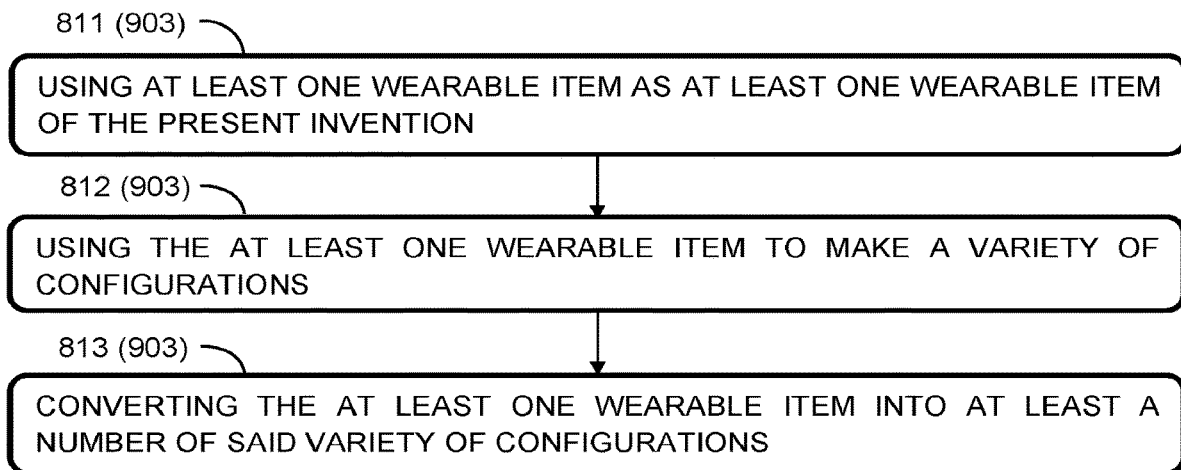 811 (903)
USING AT LEAST ONE WEARABLE ITEM AS AT LEAST ONE WEARABLE ITEM
OF THE PRESENT INVENTION
812 (903)
USING THE AT LEAST ONE WEARABLE ITEM TO MAKE A VARIETY OF
CONFIGURATIONS
813 (903)
CONVERTING THE AT LEAST ONE WEARABLE ITEM INTO AT LEAST A
NUMBER OF SAID VARIETY OF CONFIGURATIONS